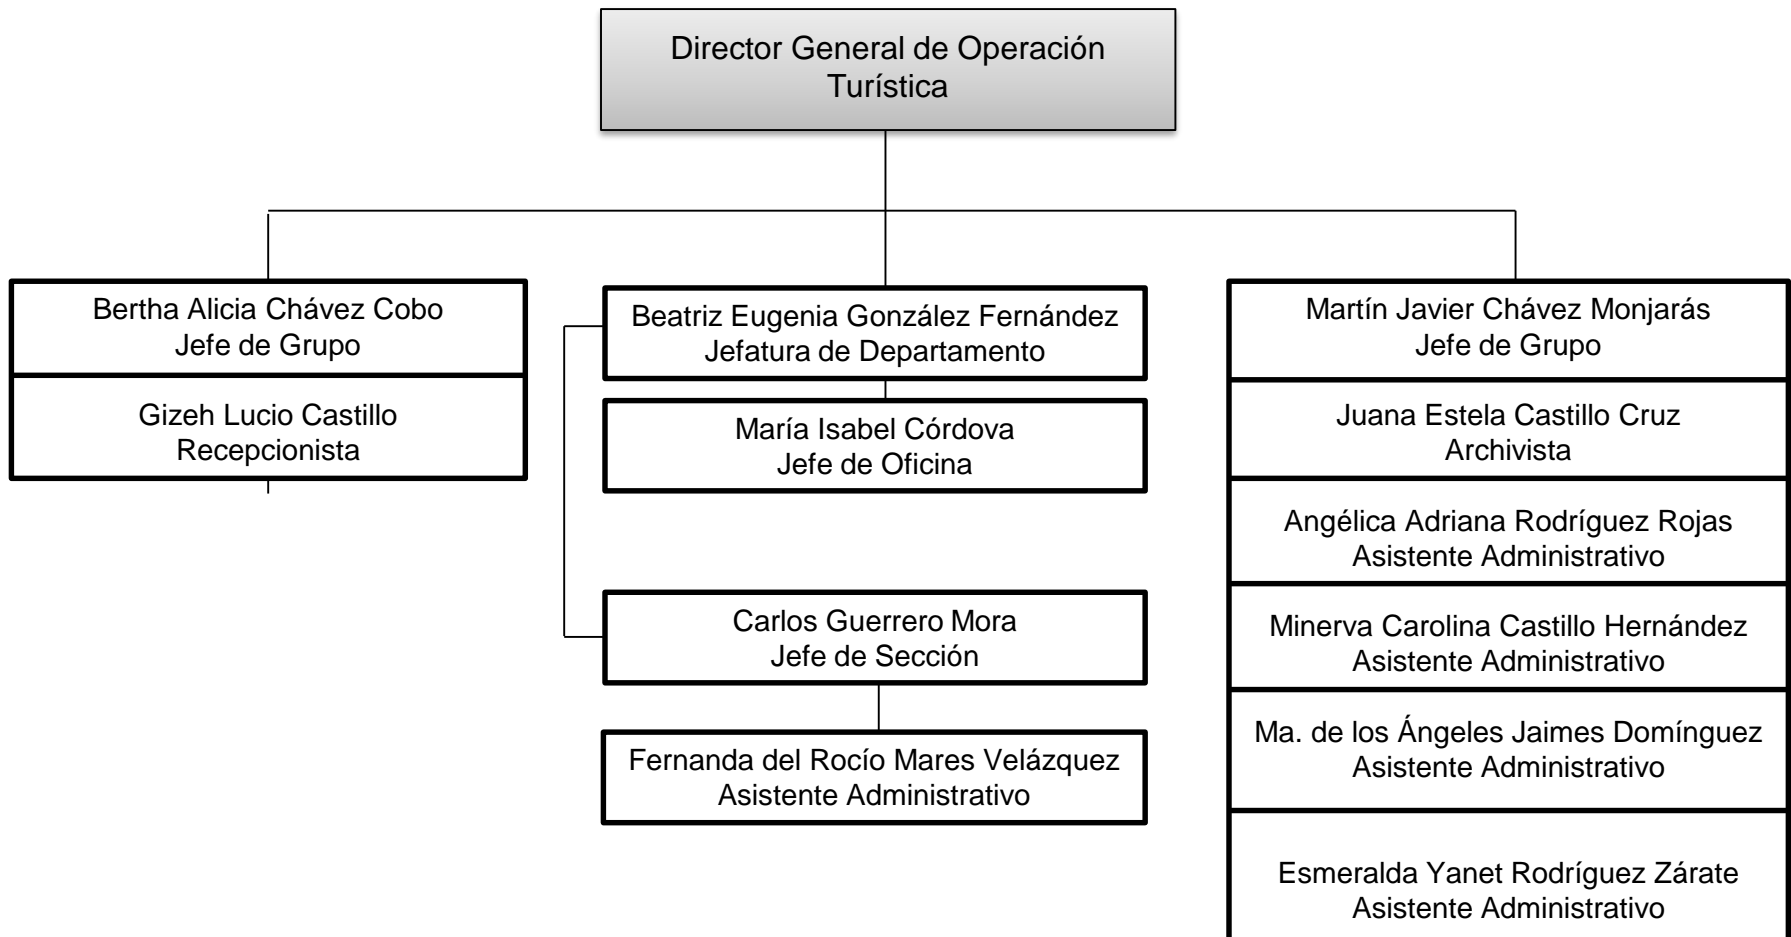 Director General de Operación
Turística
Bertha Alicia Chávez Cobo
Jefe de Grupo
Gizeh Lucio Castillo
Recepcionista
Beatriz Eugenia González Fernández
Jefatura de Departamento
María Isabel Córdova
Jefe de Oficina
Carlos Guerrero Mora
Jefe de Sección
Fernanda del Rocío Mares Velázquez
Asistente Administrativo
Martín Javier Chávez Monjarás
Jefe de Grupo
Juana Estela Castillo Cruz
Archivista
Angélica Adriana Rodríguez Rojas
Asistente Administrativo
Minerva Carolina Castillo Hernández
Asistente Administrativo
Ma. de los Ángeles Jaimes Domínguez
Asistente Administrativo
Esmeralda Yanet Rodríguez Zárate
Asistente Administrativo